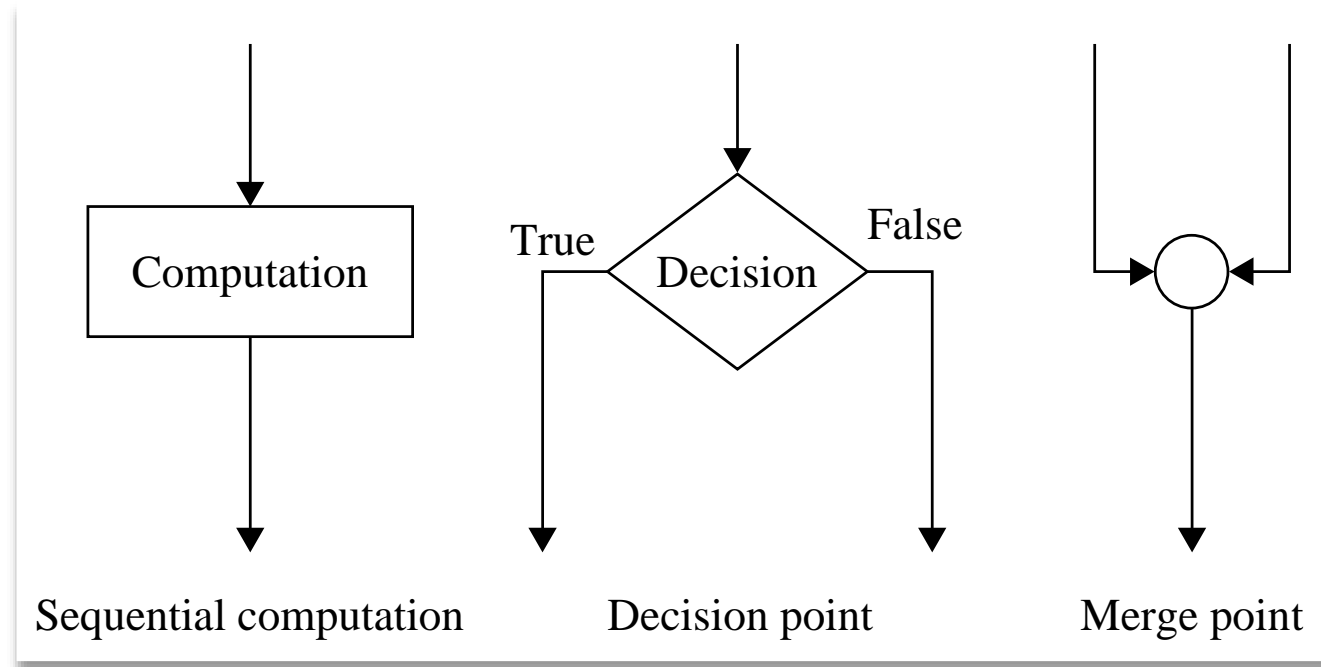 Computation
True
Decision
False
Sequential computation
Decision point
Merge point